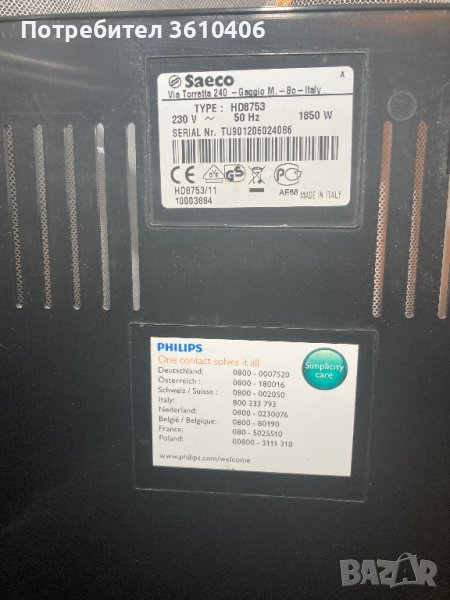 Потребител 3610406
Saeco
A
Via Torretta 240 - Gaggio M. - Bo - Italy
TYPE : HD8753
230 V ~ 50 Hz 1850 W
SERIAL Nr. TU901206024086
HD8753/11
10003884
AE68
MADE IN ITALY
PHILIPS
One contact solves it all
Simplicity
care
Deutschland: 0800 - 0007520
Österreich : 0800 - 180016
Schweiz / Suisse : 0800 - 002050
Italy: 800 233 793
Nederland: 0800 - 0230076
België / Belgique: 0800 - 80190
France: 080 - 5025510
Poland: 00800 - 3111 318
www.philips.com/welcome
BAZAR